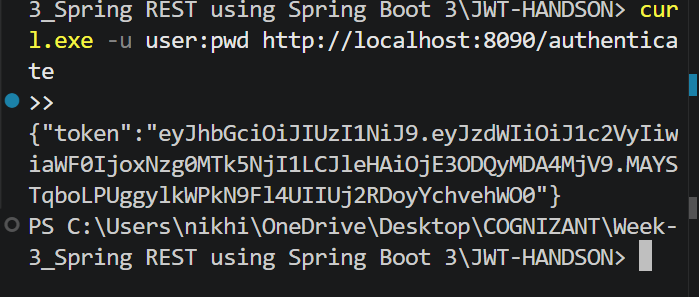 3_Spring REST using Spring Boot 3\JWT-HANDSON> cur
l.exe -u user:pwd http://localhost:8090/authentica
te
>>
{"token":"eyJhbGciOiJIUzI1NiJ9.eyJzdWIiOiJ1c2VyIiw
iaWF0IjoxNzg0MTk5NjI1LCJleHAiOjE3ODQyMDA4MjV9.MAYS
TqboLPUggylkWPkN9Fl4UIIUj2RDoyYchvehWO0"}
PS C:\Users\nikhi\OneDrive\Desktop\COGNIZANT\Week-
3_Spring REST using Spring Boot 3\JWT-HANDSON>